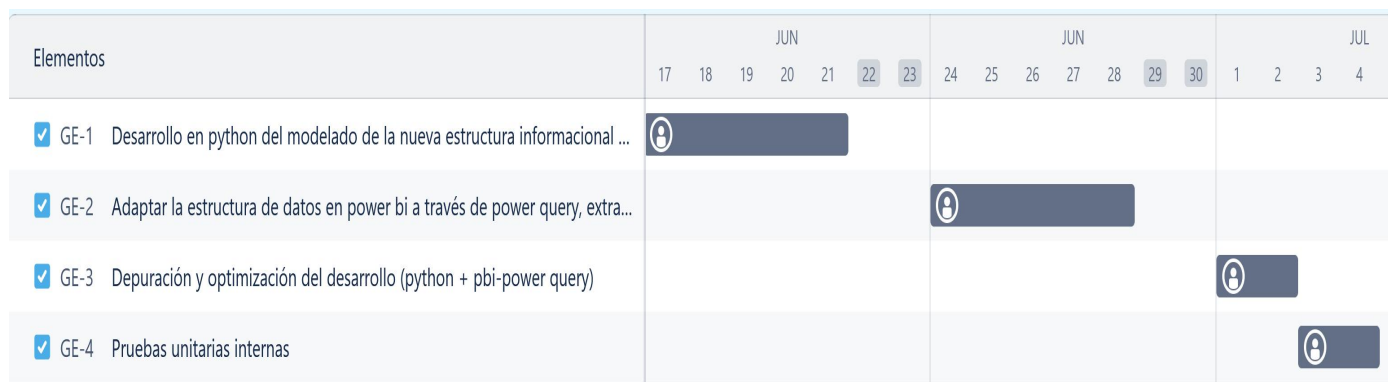 Elementos
JUN JUN JUL
17 18 19 20 21 22 23 24 25 26 27 28 29 30 1 2 3 4
GE-1 Desarrollo en python del modelado de la nueva estructura informacional ...
GE-2 Adaptar la estructura de datos en power bi a través de power query, extra...
GE-3 Depuración y optimización del desarrollo (python + pbi-power query)
GE-4 Pruebas unitarias internas